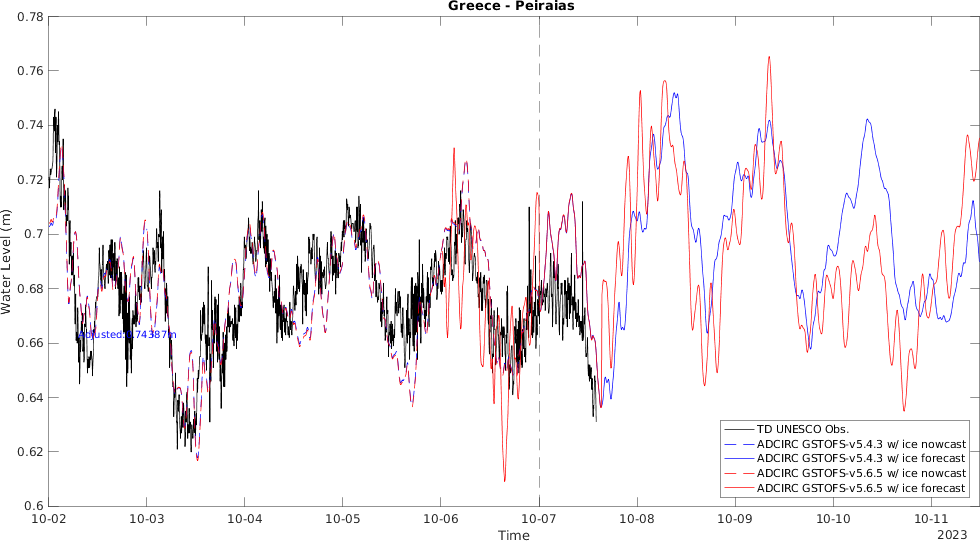 Greece - Peiraias
0.78
0.76
0.74
0.72
0.7
0.68
0.66
0.64
0.62
0.6
Water Level (m)
10-02
10-03
10-04
10-05
10-06
10-07
10-08
10-09
10-10
10-11
Time
2023
TD UNESCO Obs.
ADCIRC GSTOFS-v5.4.3 w/ ice nowcast
ADCIRC GSTOFS-v5.4.3 w/ ice forecast
ADCIRC GSTOFS-v5.6.5 w/ ice nowcast
ADCIRC GSTOFS-v5.6.5 w/ ice forecast